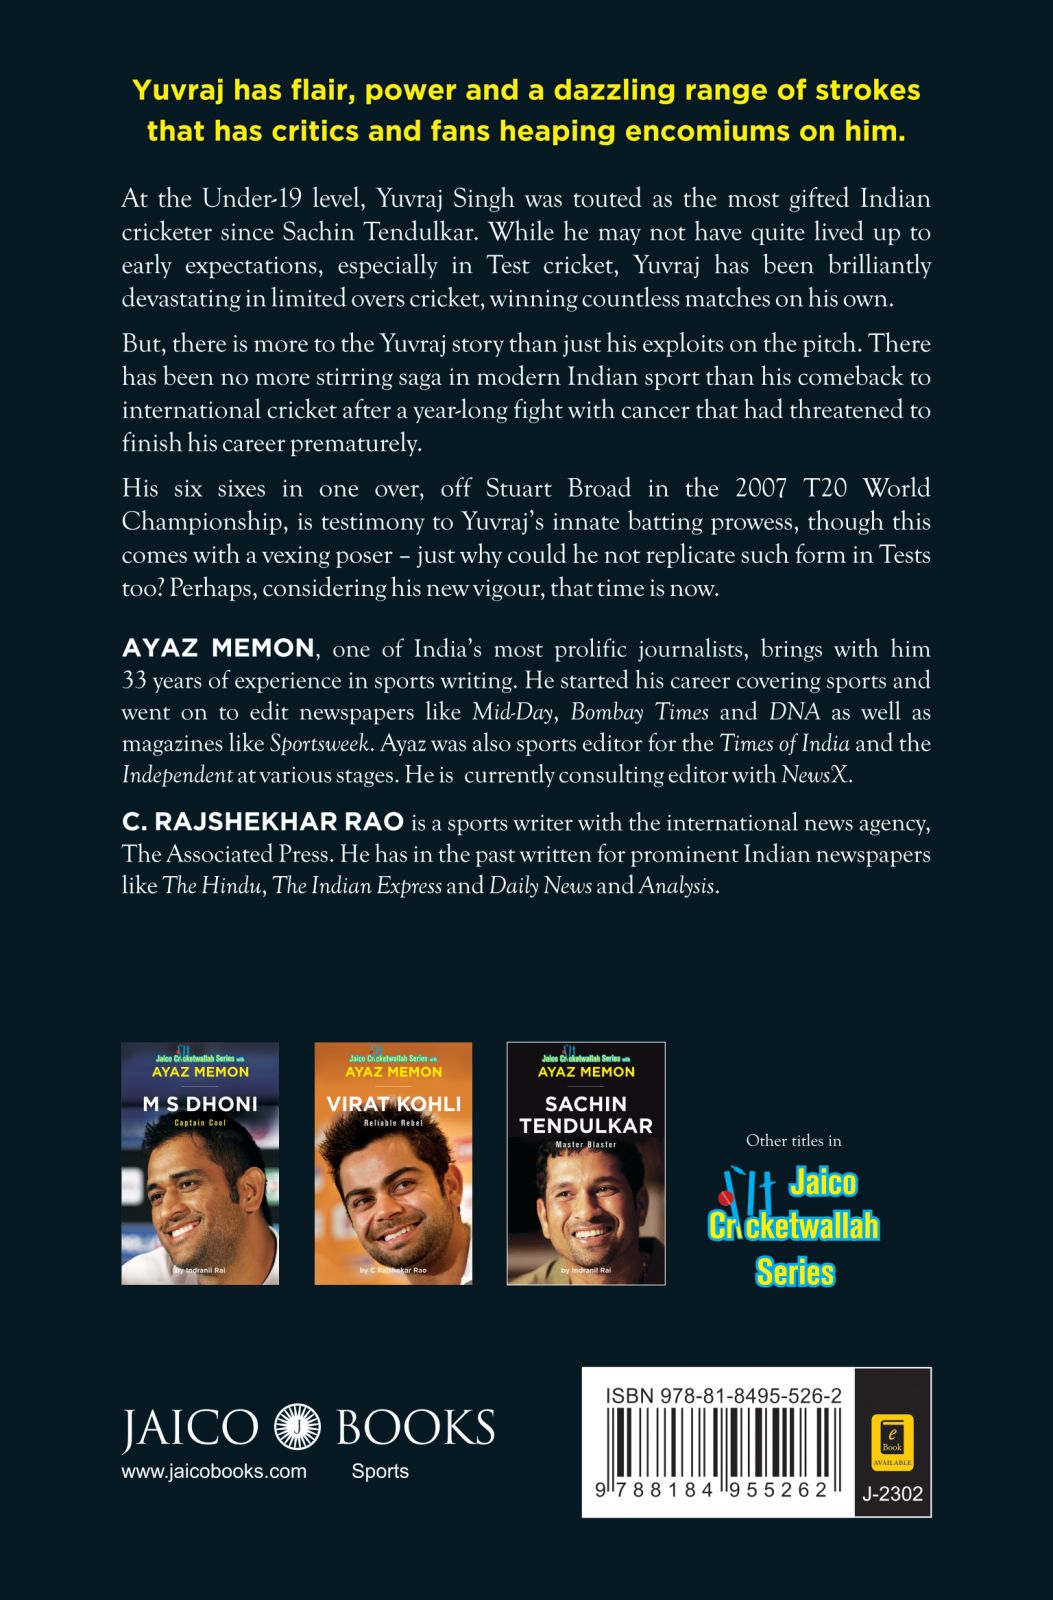 Yuvraj has flair, power and a dazzling range of strokes
that has critics and fans heaping encomiums on him.
At the Under-19 level, Yuvraj Singh was touted as the most gifted Indian
cricketer since Sachin Tendulkar. While he may not have quite lived up to
early expectations, especially in Test cricket, Yuvraj has been brilliantly
devastating in limited overs cricket, winning countless matches on his own.
But, there is more to the Yuvraj story than just his exploits on the pitch. There
has been no more stirring saga in modern Indian sport than his comeback to
international cricket after a year-long fight with cancer that had threatened to
finish his career prematurely.
His six sixes in one over, off Stuart Broad in the 2007 T20 World
Championship, is testimony to Yuvraj's innate batting prowess, though this
comes with a vexing poser – just why could he not replicate such form in Tests
too? Perhaps, considering his new vigour, that time is now.
AYAZ MEMON, one of India's most prolific journalists, brings with him
33 years of experience in sports writing. He started his career covering sports and
went on to edit newspapers like Mid-Day, Bombay Times and DNA as well as
magazines like Sportsweek. Ayaz was also sports editor for the Times of India and the
Independent at various stages. He is currently consulting editor with NewsX.
C. RAJSHEKHAR RAO is a sports writer with the international news agency,
The Associated Press. He has in the past written for prominent Indian newspapers
like The Hindu, The Indian Express and Daily News and Analysis.
Jaico Cricketwallah Series with
AYAZ MEMON
M S DHONI
Captain Cool
by Indranil Rai
Jaico Cricketwallah Series with
AYAZ MEMON
VIRAT KOHLI
Reliable Rebel
by C Rajshekar Rao
Jaico Cricketwallah Series with
AYAZ MEMON
SACHIN
TENDULKAR
Master Blaster
by Indranil Rai
Other titles in
Jaico
Cricketwallah
Series
JAICO J BOOKS
www.jaicobooks.com Sports
ISBN 978-81-8495-526-2
9 788184 955262
e
Book
AVAILABLE
J-2302